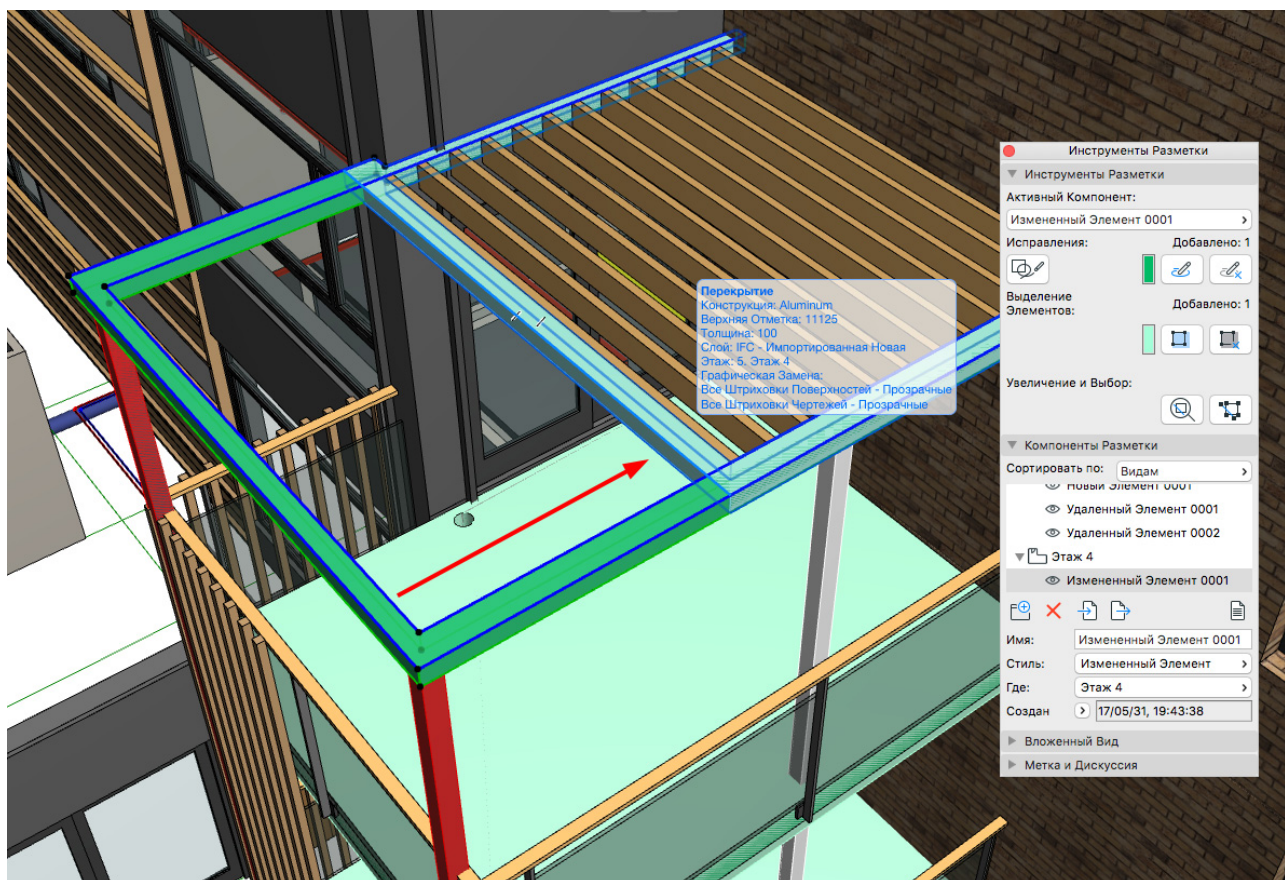 Перекрытие
Конструкция: Aluminum
Верхняя Отметка: 11125
Толщина: 100
Слой: IFC - Импортированная Новая
Этаж: 5. Этаж 4
Графическая Замена:
Все Штриховки Поверхностей - Прозрачные
Все Штриховки Чертежей - Прозрачные
Инструменты Разметки
Инструменты Разметки
Активный Компонент:
Измененный Элемент 0001
Исправления: Добавлено: 1
Выделение
Элементов: Добавлено: 1
Увеличение и Выбор:
Компоненты Разметки
Сортировать по: Видам
Новый Элемент 0001
Удаленный Элемент 0001
Удаленный Элемент 0002
Этаж 4
Измененный Элемент 0001
Имя: Измененный Элемент 0001
Стиль: Измененный Элемент
Где: Этаж 4
Создан 17/05/31, 19:43:38
Вложенный Вид
Метка и Дискуссия